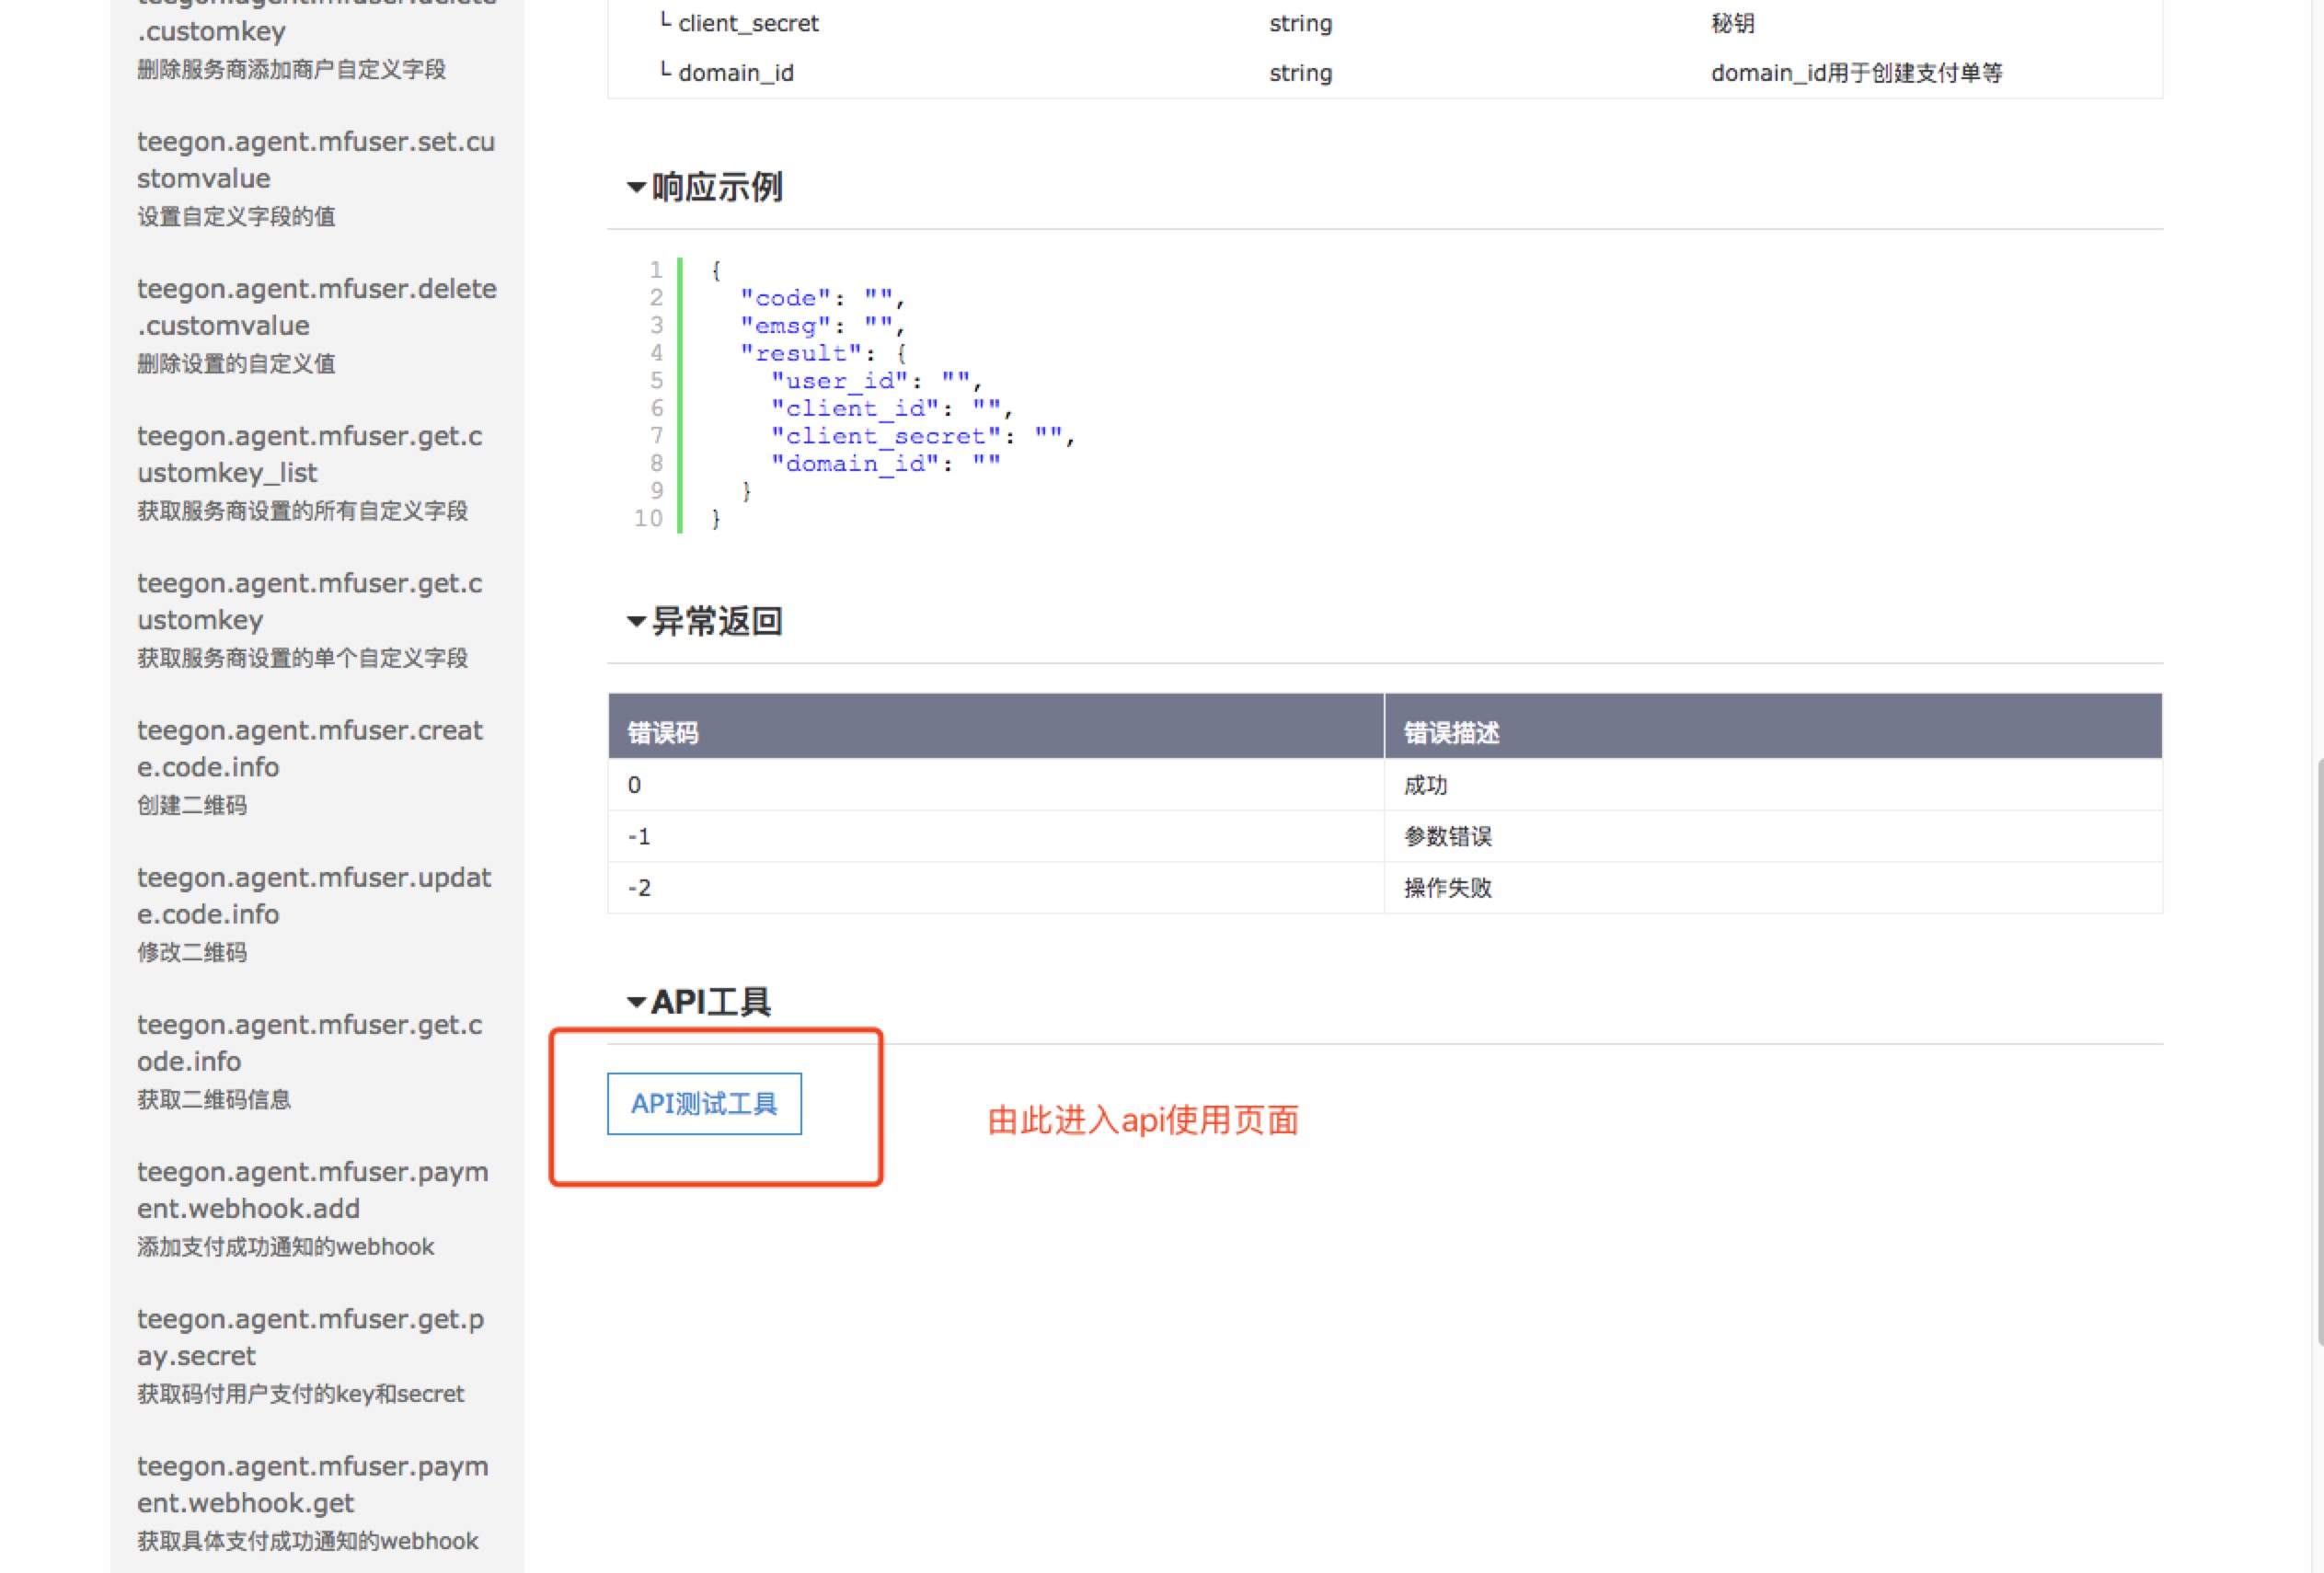 .customkey
删除服务商添加商户自定义字段
teegon.agent.mfuser.set.cu
stomvalue
设置自定义字段的值
teegon.agent.mfuser.delete
.customvalue
删除设置的自定义值
teegon.agent.mfuser.get.c
ustomkey_list
获取服务商设置的所有自定义字段
teegon.agent.mfuser.get.c
ustomkey
获取服务商设置的单个自定义字段
teegon.agent.mfuser.creat
e.code.info
创建二维码
teegon.agent.mfuser.updat
e.code.info
修改二维码
teegon.agent.mfuser.get.c
ode.info
获取二维码信息
teegon.agent.mfuser.paym
ent.webhook.add
添加支付成功通知的webhook
teegon.agent.mfuser.get.p
ay.secret
获取码付用户支付的key和secret
teegon.agent.mfuser.paym
ent.webhook.get
获取具体支付成功通知的webhook
└ client_secret string 秘钥
└ domain_id string domain_id用于创建支付单等
响应示例
1 {
2 "code": "",
3 "emsg": "",
4 "result": {
5 "user_id": "",
6 "client_id": "",
7 "client_secret": "",
8 "domain_id": ""
9 }
10 }
异常返回
错误码 错误描述
0 成功
-1 参数错误
-2 操作失败
API工具
API测试工具
由此进入api使用页面